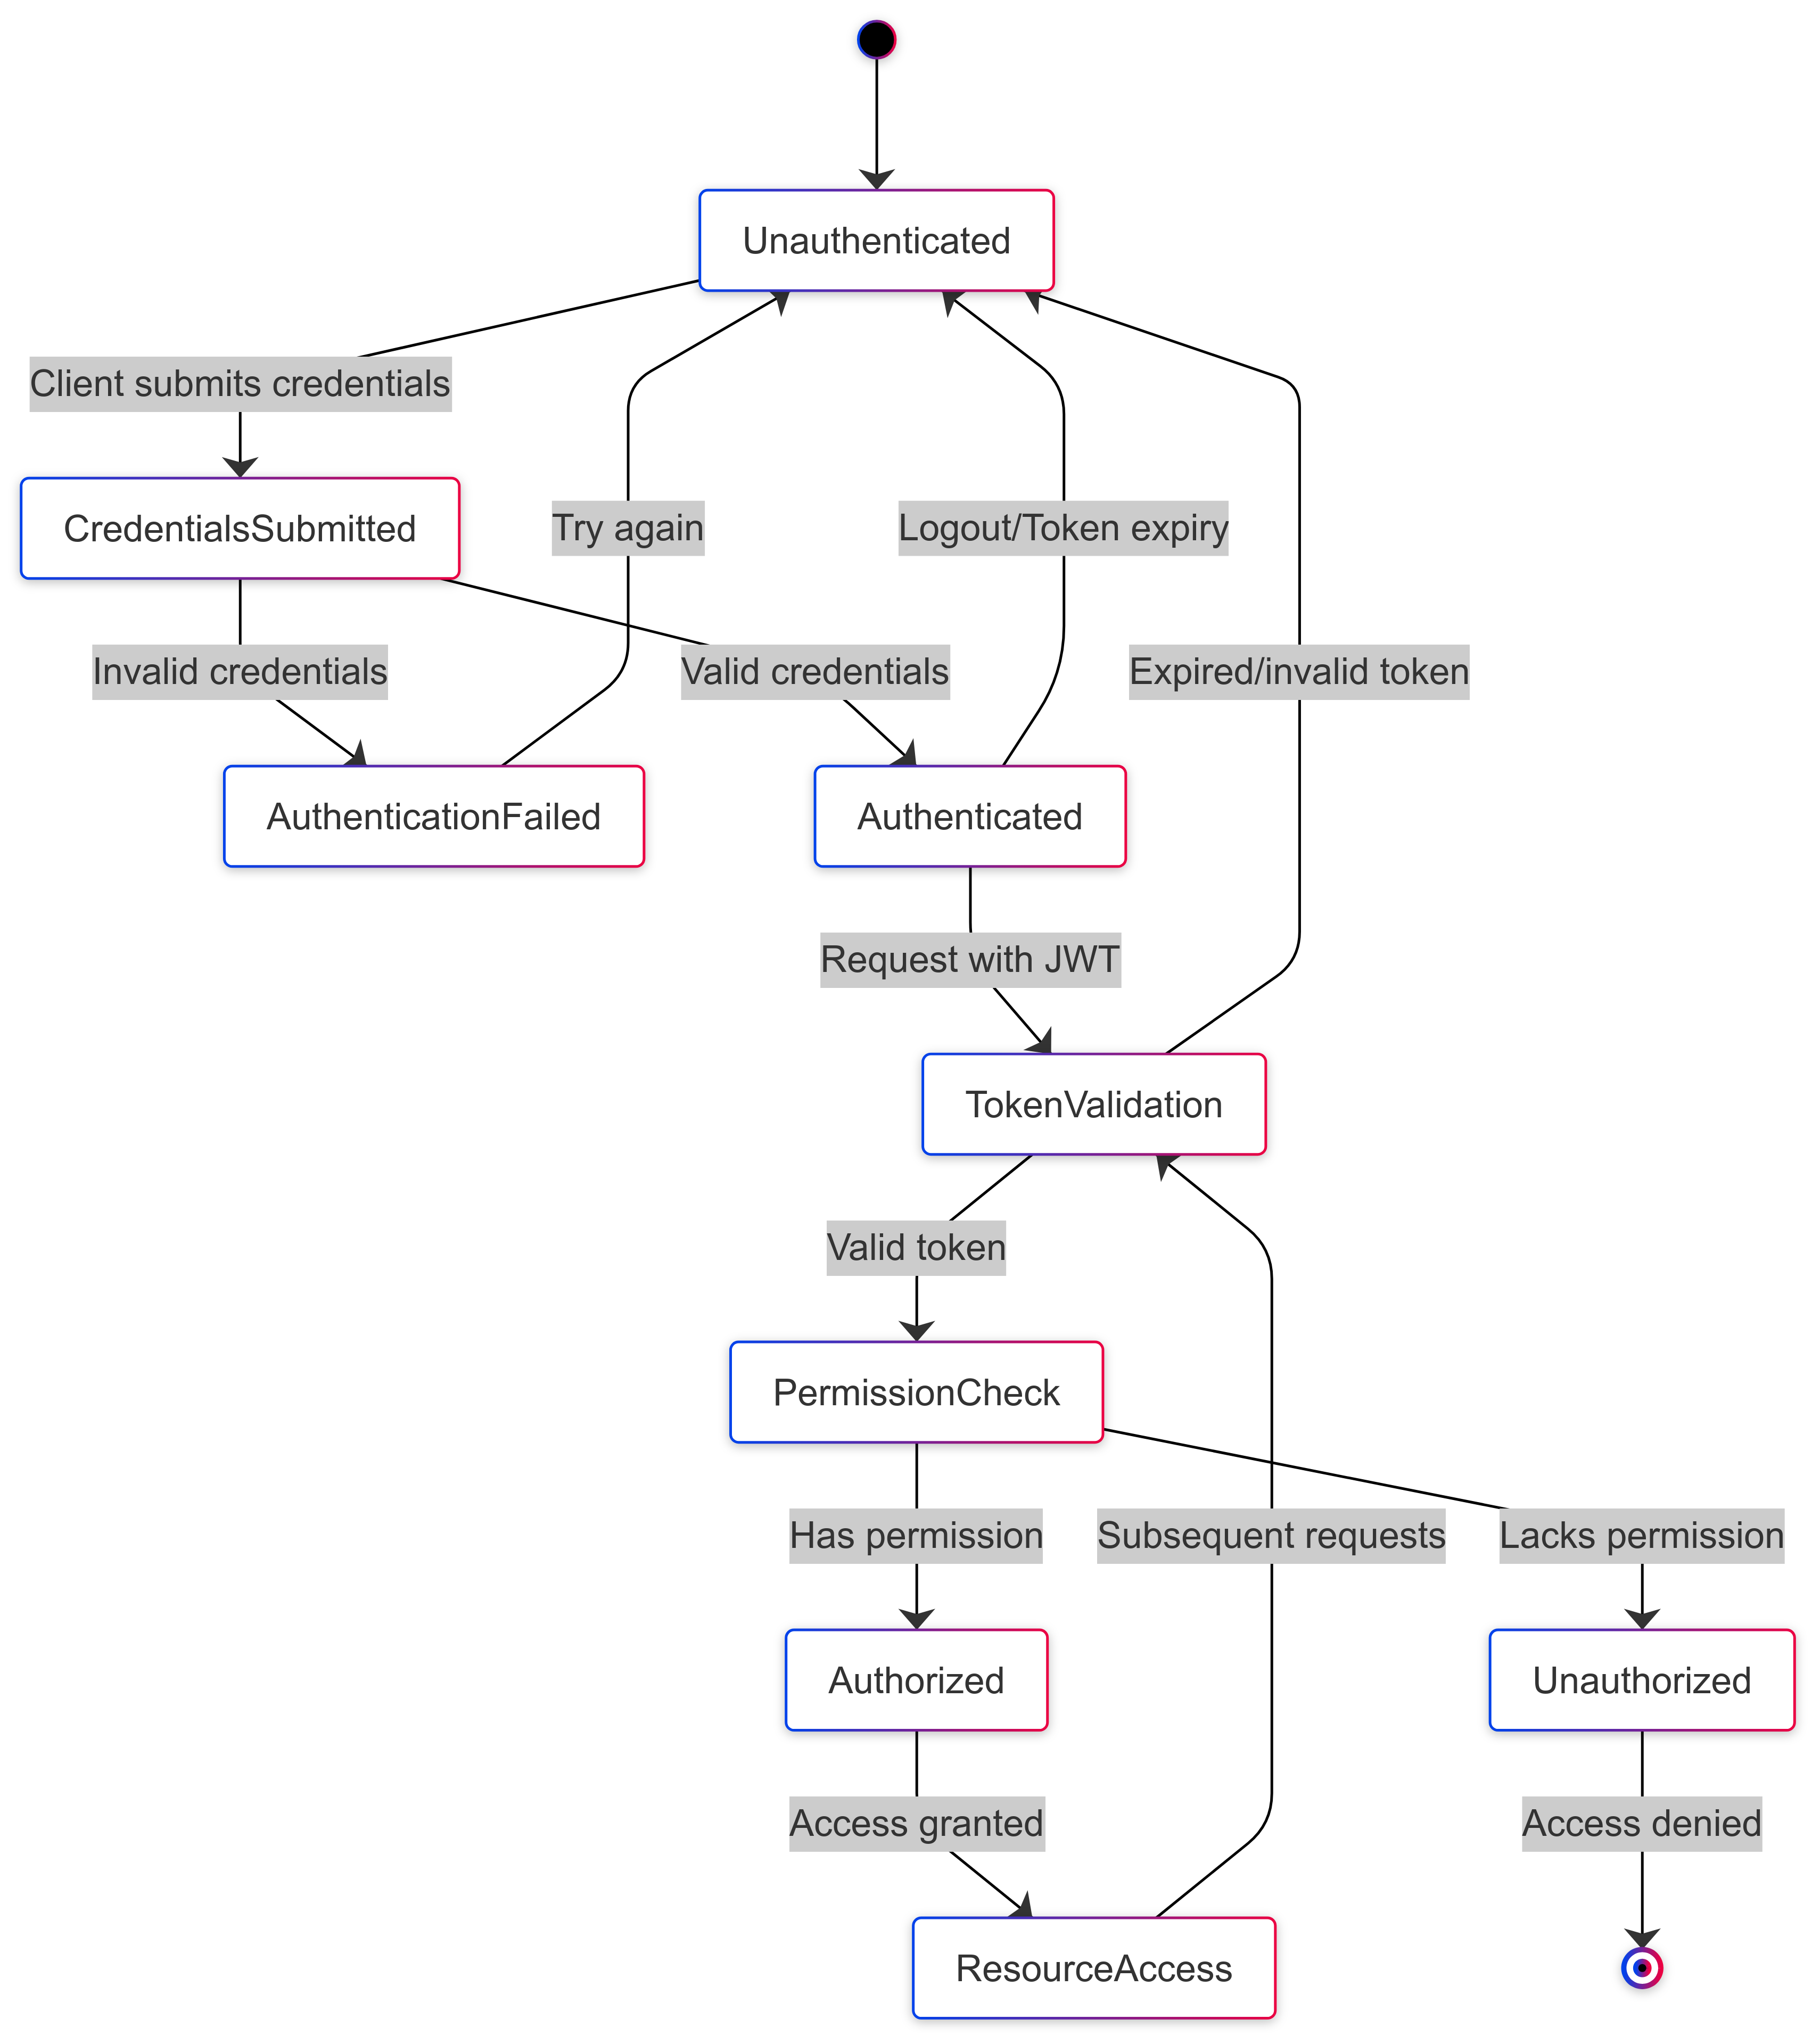 Unauthenticated
Client submits credentials
CredentialsSubmitted
Try again
Logout/Token expiry
Invalid credentials
Valid credentials
Expired/invalid token
AuthenticationFailed
Authenticated
Request with JWT
TokenValidation
Valid token
PermissionCheck
Has permission
Subsequent requests
Lacks permission
Authorized
Unauthorized
Access granted
Access denied
ResourceAccess